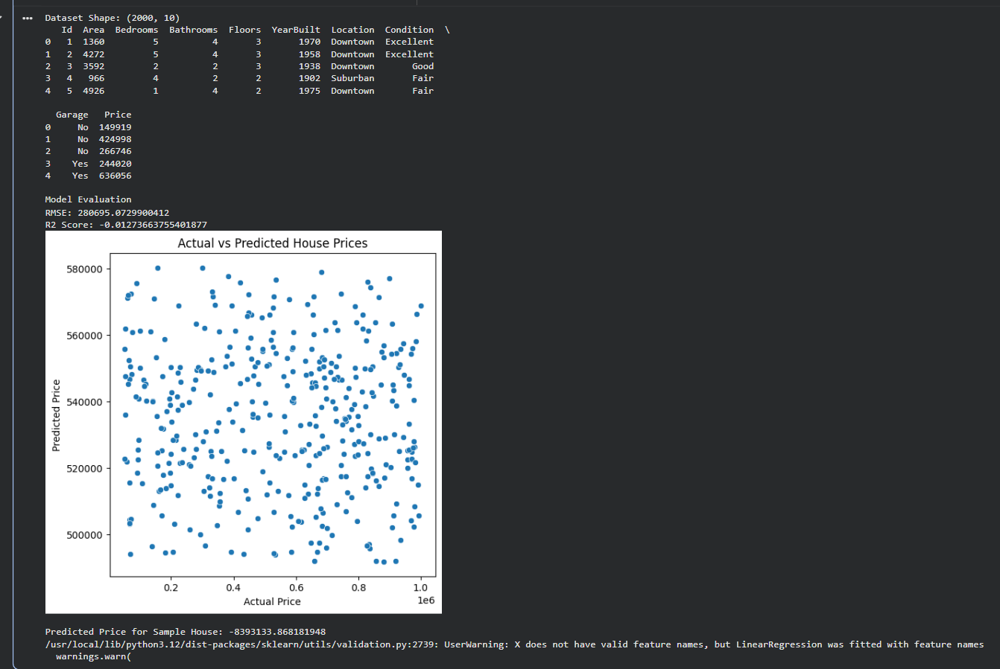 Dataset Shape: (2000, 10)
Id Area Bedrooms Bathrooms Floors YearBuilt Location Condition \
0 1 1360 5 4 3 1970 Downtown Excellent
1 2 4272 5 4 3 1958 Downtown Excellent
2 3 3592 2 2 3 1938 Downtown Good
3 4 966 4 2 2 1902 Suburban Fair
4 5 4926 1 4 2 1975 Downtown Fair
Garage Price
0 No 149919
1 No 424998
2 No 266746
3 Yes 244020
4 Yes 636056
Model Evaluation
RMSE: 280695.0729900412
R2 Score: -0.01273663755401877
Actual vs Predicted House Prices
Predicted Price
580000
560000
540000
520000
500000
0.2 0.4 0.6 0.8 1.0
1e6
Actual Price
Predicted Price for Sample House: -8393133.868181948
/usr/local/lib/python3.12/dist-packages/sklearn/utils/validation.py:2739: UserWarning: X does not have valid feature names, but LinearRegression was fitted with feature names
warnings.warn(